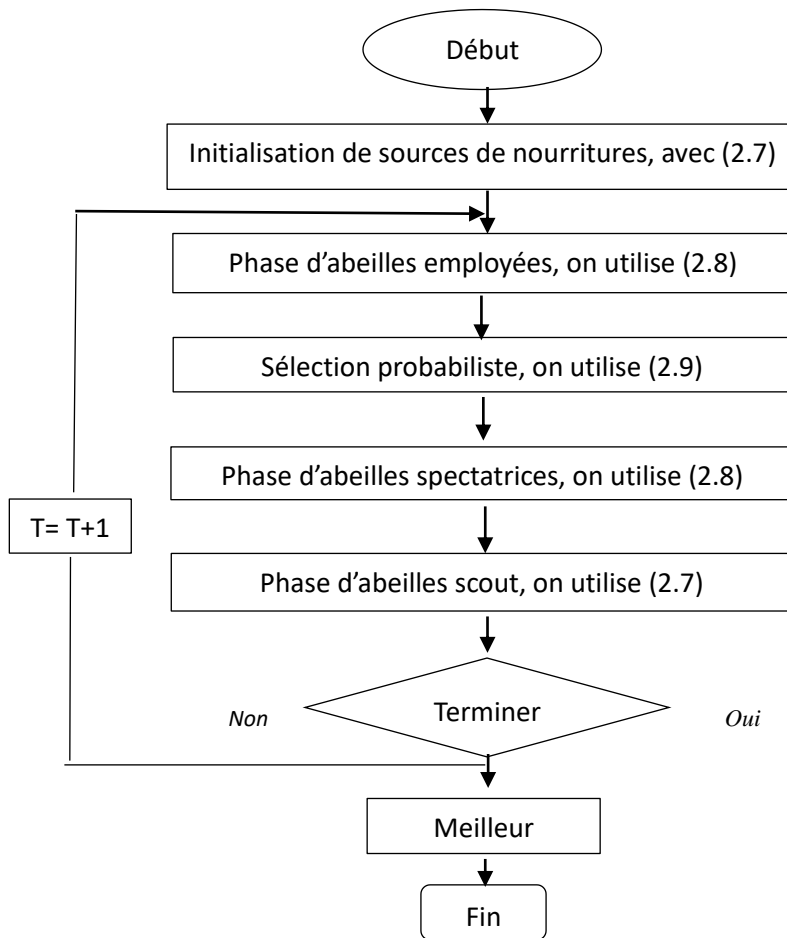 Début
Initialisation de sources de nourritures, avec (2.7)
Phase d’abeilles employées, on utilise (2.8)
Sélection probabiliste, on utilise (2.9)
Phase d’abeilles spectatrices, on utilise (2.8)
T= T+1
Phase d’abeilles scout, on utilise (2.7)
Non
Terminer
Oui
Meilleur
Fin